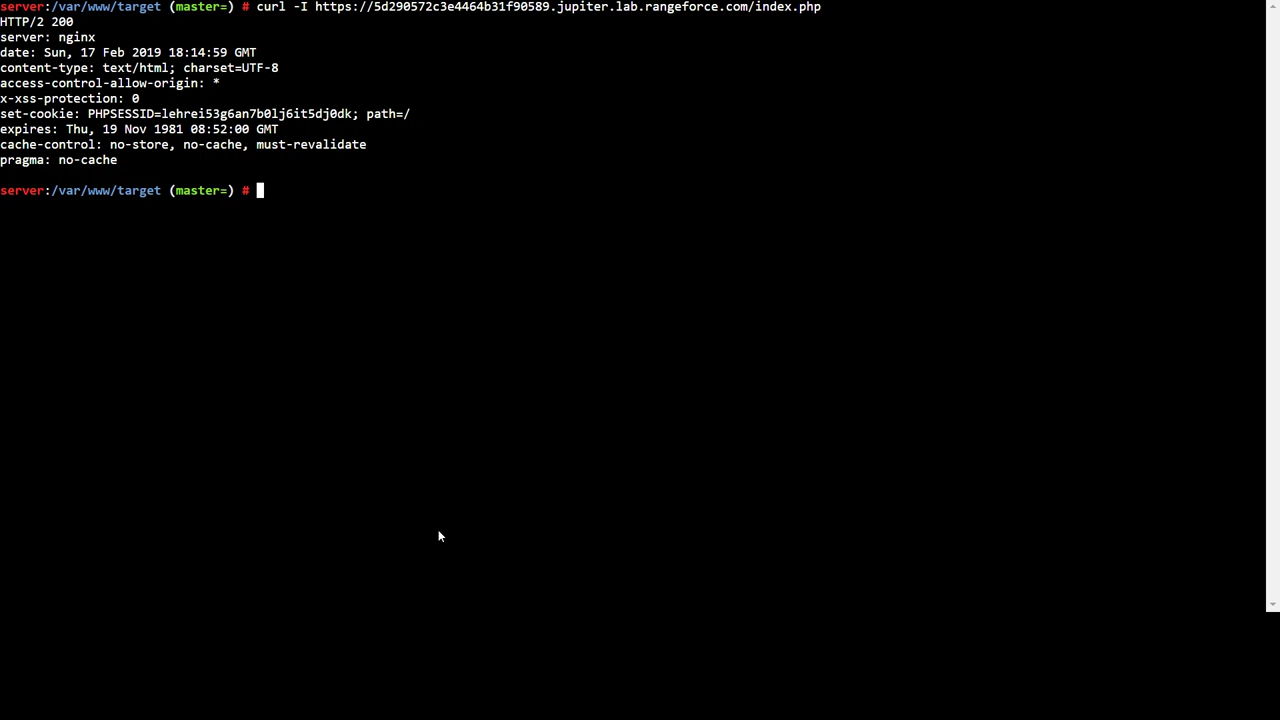 server:/var/www/target (master=) # curl -I https://5d290572c3e4464b31f90589.jupiter.lab.rangeforce.com/index.php
HTTP/2 200
server: nginx
date: Sun, 17 Feb 2019 18:14:59 GMT
content-type: text/html; charset=UTF-8
access-control-allow-origin: *
x-xss-protection: 0
set-cookie: PHPSESSID=lehrei53g6an7b0lj6it5dj0dk; path=/
expires: Thu, 19 Nov 1981 08:52:00 GMT
cache-control: no-store, no-cache, must-revalidate
pragma: no-cache
server:/var/www/target (master=) #